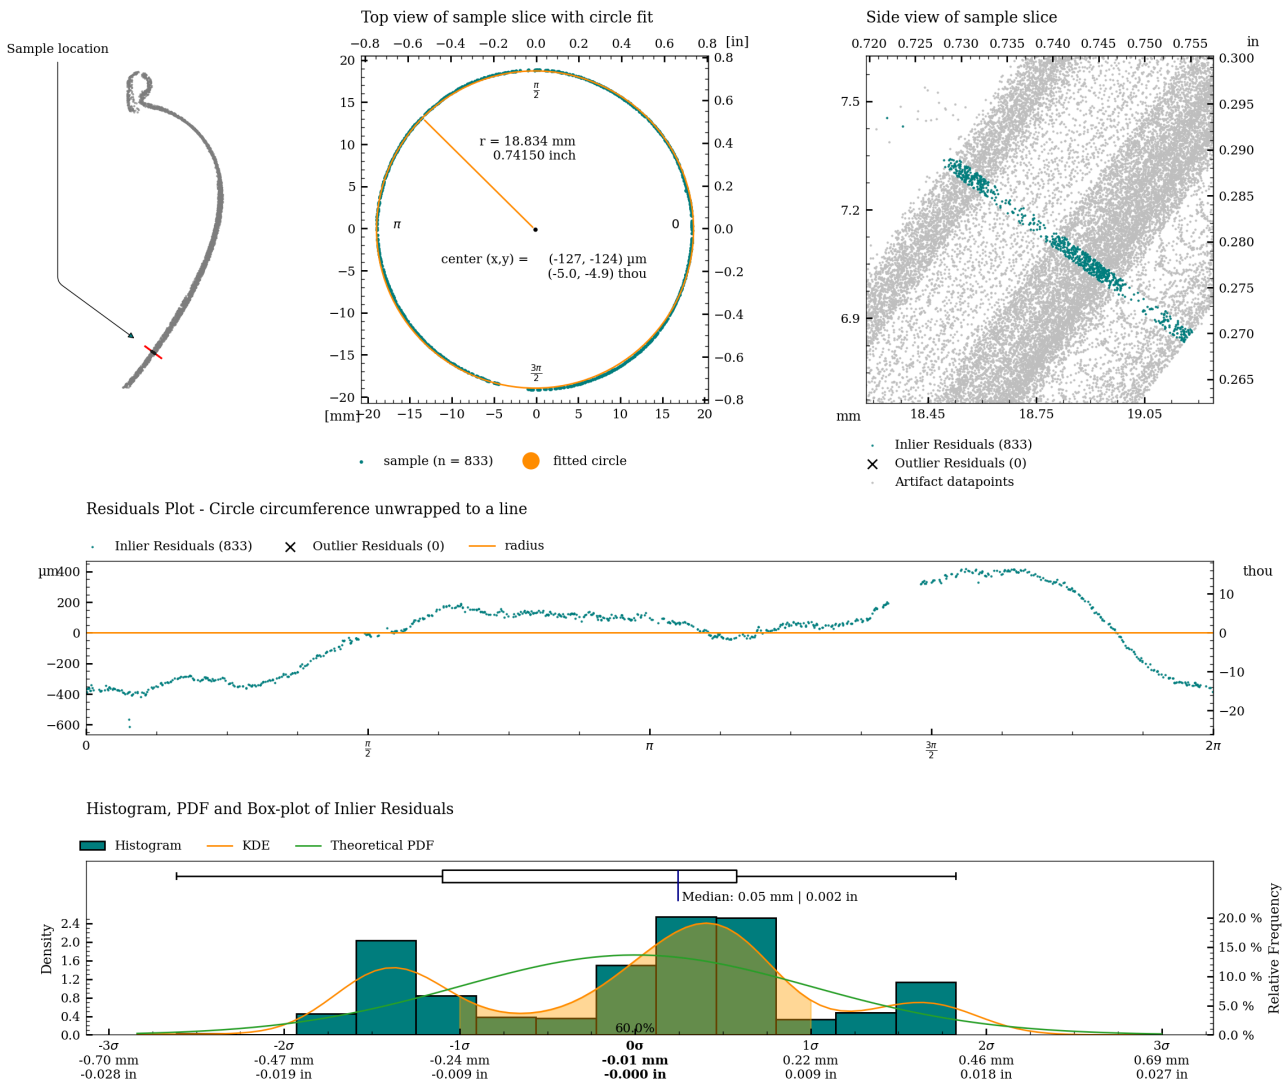 Sample location
Top view of sample slice with circle fit
−0.8 −0.6 −0.4 −0.2 0.0 0.2 0.4 0.6 0.8 [in]
20 15 10 5 0 −5 −10 −15 −20
0.8 0.6 0.4 0.2 0.0 −0.2 −0.4 −0.6 −0.8
π/2
r = 18.834 mm
0.74150 inch
π
0
center (x,y) = (-127, -124) µm
(-5.0, -4.9) thou
3π/2
[mm] −20 −15 −10 −5 0 5 10 15 20
sample (n = 833) fitted circle
Side view of sample slice
0.720 0.725 0.730 0.735 0.740 0.745 0.750 0.755 in
7.5 7.2 6.9
0.300 0.295 0.290 0.285 0.280 0.275 0.270 0.265
mm 18.45 18.75 19.05
Inlier Residuals (833)
Outlier Residuals (0)
Artifact datapoints
Residuals Plot - Circle circumference unwrapped to a line
Inlier Residuals (833) Outlier Residuals (0) radius
µm thou
400 200 0 −200 −400 −600
10 0 −10 −20
0 π/2 π 3π/2 2π
Histogram, PDF and Box-plot of Inlier Residuals
Histogram KDE Theoretical PDF
Median: 0.05 mm | 0.002 in
Density
2.4 2.0 1.6 1.2 0.8 0.4 0.0
Relative Frequency
20.0 % 15.0 % 10.0 % 5.0 % 0.0 %
60.0%
-3σ -2σ -1σ 0σ 1σ 2σ 3σ
-0.70 mm -0.47 mm -0.24 mm -0.01 mm 0.22 mm 0.46 mm 0.69 mm
-0.028 in -0.019 in -0.009 in -0.000 in 0.009 in 0.018 in 0.027 in